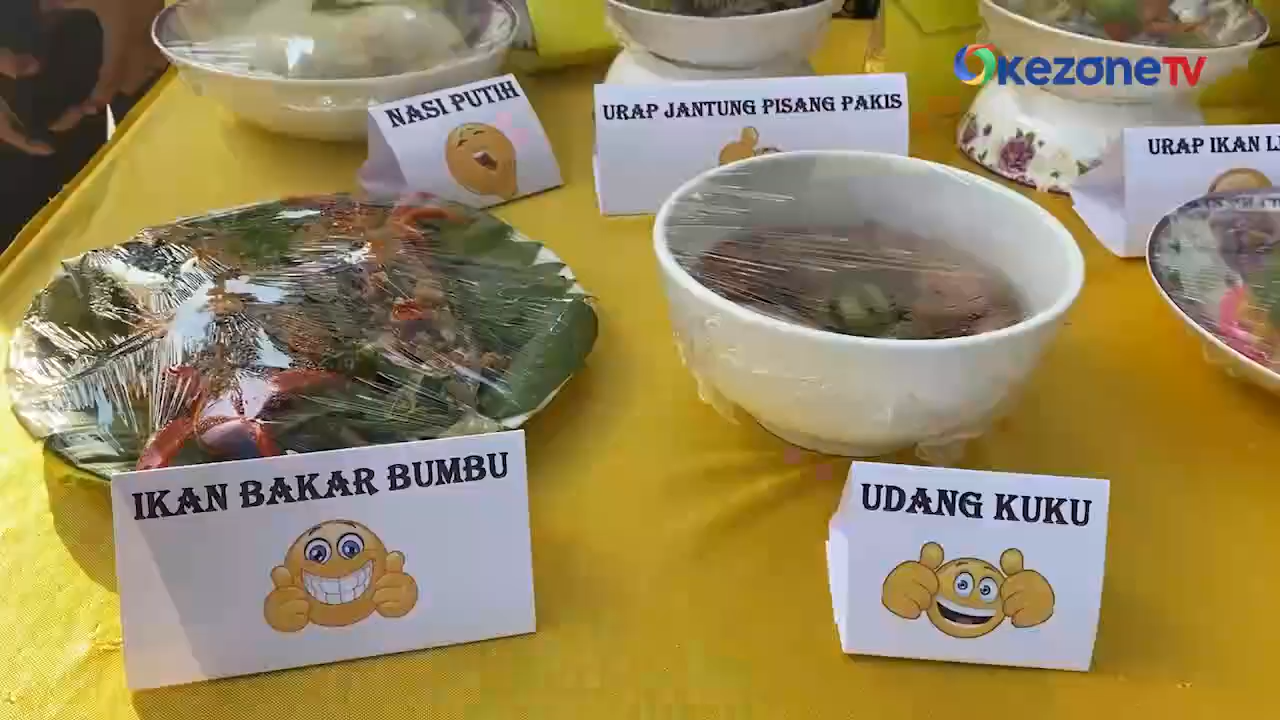 OkezoneTV
NASI PUTIH
URAP JANTUNG PISANG PAKIS
URAP IKAN
IKAN BAKAR BUMBU
UDANG KUKU